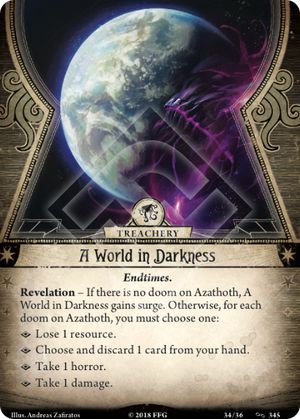 TREACHERY
A World in Darkness
Endtimes.
Revelation – If there is no doom on Azathoth, A
World in Darkness gains surge. Otherwise, for each
doom on Azathoth, you must choose one:
Lose 1 resource.
Choose and discard 1 card from your hand.
Take 1 horror.
Take 1 damage.
Illus. Andreas Zafiratos © 2018 FFG 34/36 345